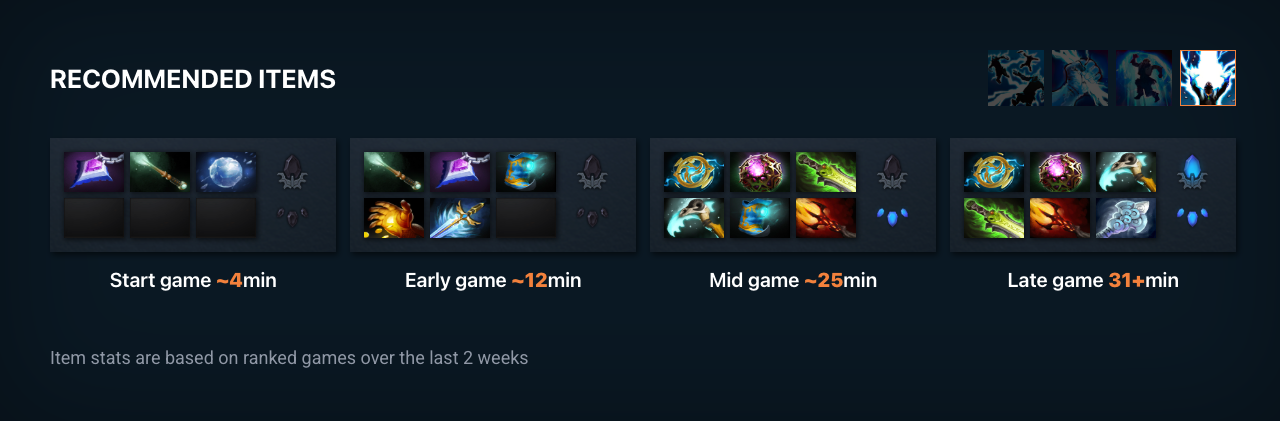 RECOMMENDED ITEMS
Start game ~4min
Early game ~12min
Mid game ~25min
Late game 31+min
Item stats are based on ranked games over the last 2 weeks